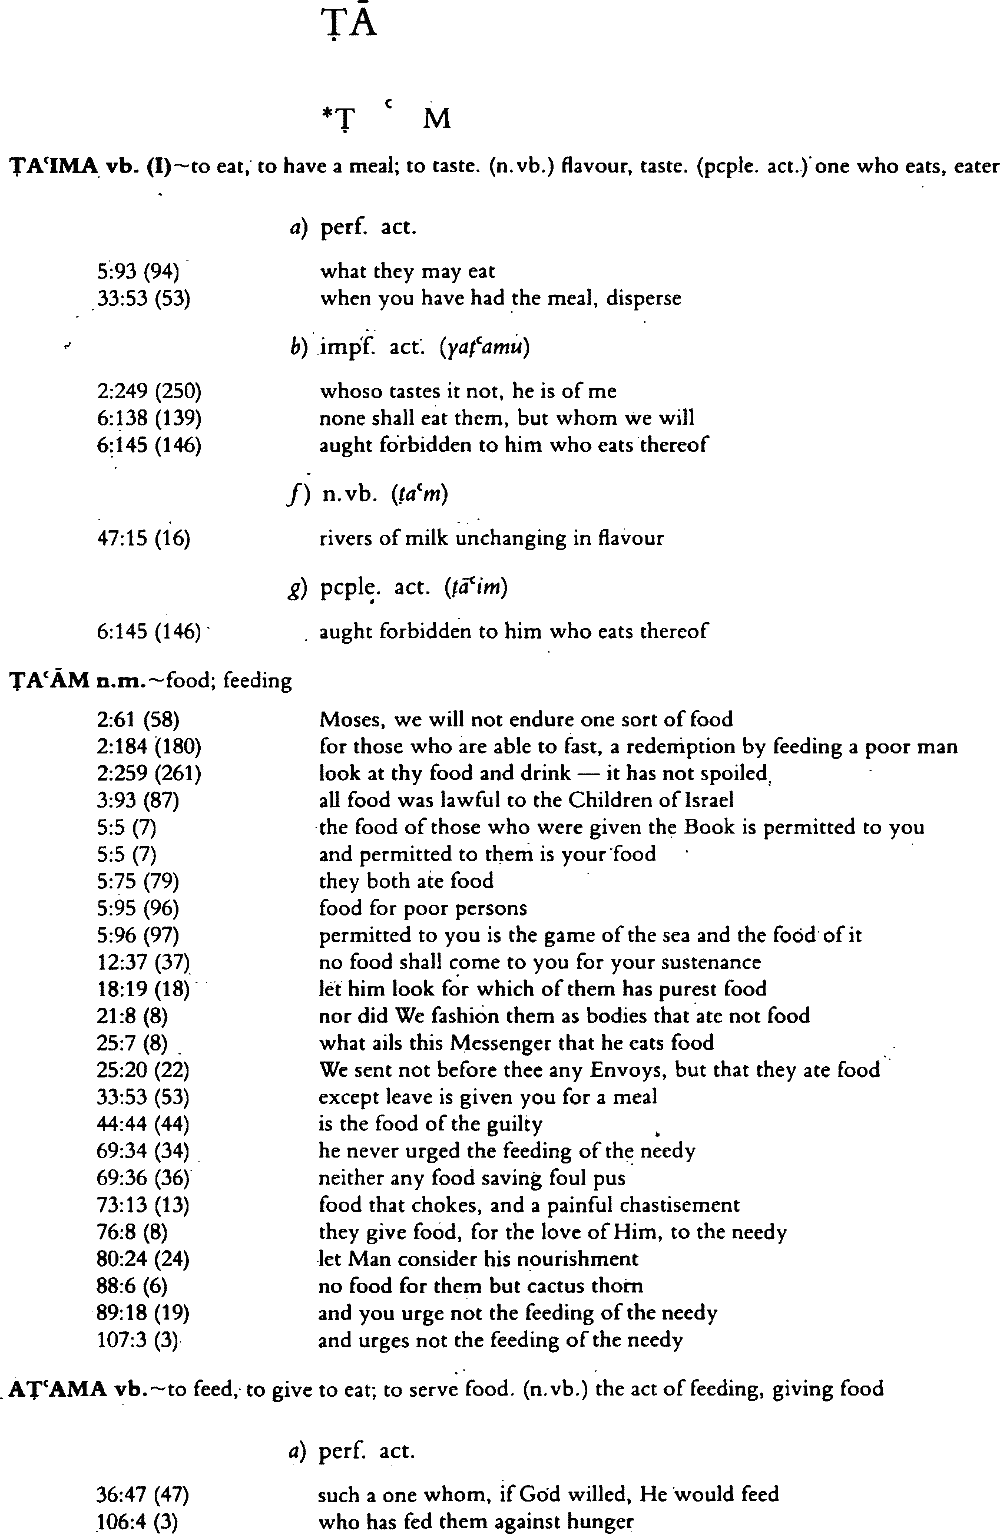 ṬĀ
*Ṭ ʿ M
ṬAʿIMA vb. (I)~to eat, to have a meal; to taste. (n.vb.) flavour, taste. (pcple. act.) one who eats, eater
a) perf. act.
5:93 (94) what they may eat
33:53 (53) when you have had the meal, disperse
b) impf. act. (yaṭʿamu)
2:249 (250) whoso tastes it not, he is of me
6:138 (139) none shall eat them, but whom we will
6:145 (146) aught forbidden to him who eats thereof
f) n.vb. (ṭaʿm)
47:15 (16) rivers of milk unchanging in flavour
g) pcple. act. (ṭāʿim)
6:145 (146) aught forbidden to him who eats thereof
ṬAʿĀM n.m.~food; feeding
2:61 (58) Moses, we will not endure one sort of food
2:184 (180) for those who are able to fast, a redemption by feeding a poor man
2:259 (261) look at thy food and drink — it has not spoiled
3:93 (87) all food was lawful to the Children of Israel
5:5 (7) the food of those who were given the Book is permitted to you
5:5 (7) and permitted to them is your food
5:75 (79) they both ate food
5:95 (96) food for poor persons
5:96 (97) permitted to you is the game of the sea and the food of it
12:37 (37) no food shall come to you for your sustenance
18:19 (18) let him look for which of them has purest food
21:8 (8) nor did We fashion them as bodies that ate not food
25:7 (8) what ails this Messenger that he eats food
25:20 (22) We sent not before thee any Envoys, but that they ate food
33:53 (53) except leave is given you for a meal
44:44 (44) is the food of the guilty
69:34 (34) he never urged the feeding of the needy
69:36 (36) neither any food saving foul pus
73:13 (13) food that chokes, and a painful chastisement
76:8 (8) they give food, for the love of Him, to the needy
80:24 (24) let Man consider his nourishment
88:6 (6) no food for them but cactus thorn
89:18 (19) and you urge not the feeding of the needy
107:3 (3) and urges not the feeding of the needy
AṬʿAMA vb.~to feed, to give to eat; to serve food. (n.vb.) the act of feeding, giving food
a) perf. act.
36:47 (47) such a one whom, if God willed, He would feed
106:4 (3) who has fed them against hunger